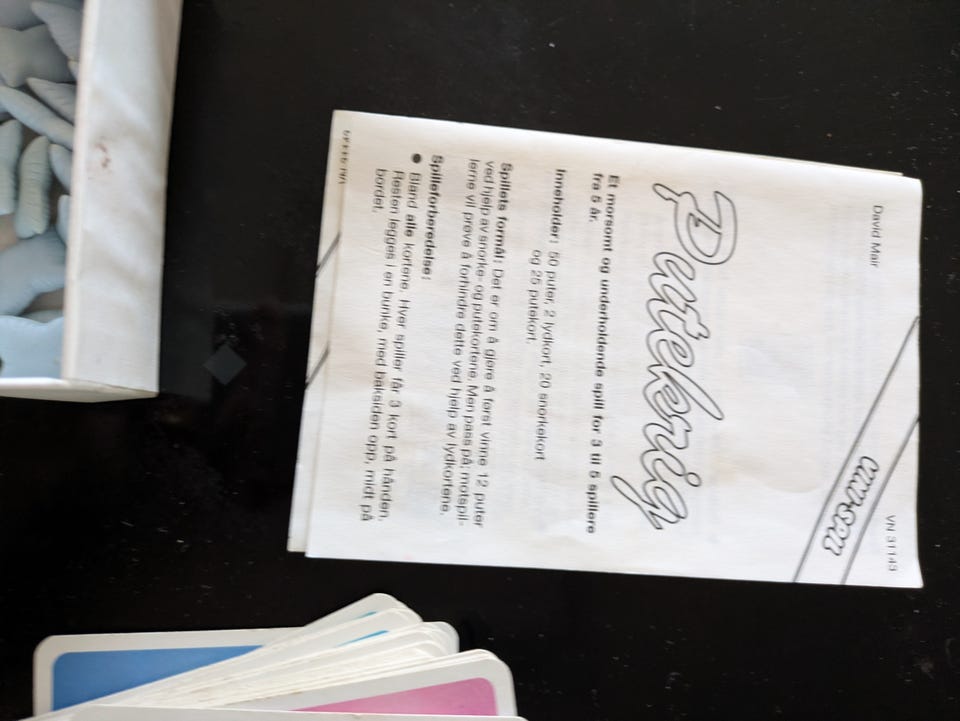 David Mair
VN 31143
amson
Putekrig
Et morsomt og underholdende spill for 3 til 5 spillere
fra 5 år.
Inneholder: 50 puter, 2 lydkort, 20 snorkekort
og 25 putekort.
Spillets formål: Det er om å gjøre å først vinne 12 puter
ved hjelp av snorke- og putekortene. Men pass på; motspil-
lerne vil prøve å forhindre dette ved hjelp av lydkortene.
Spilleforberedelse:
● Bland alle kortene. Hver spiller får 3 kort på hånden.
Resten legges i en bunke, med baksiden opp, midt på
bordet.